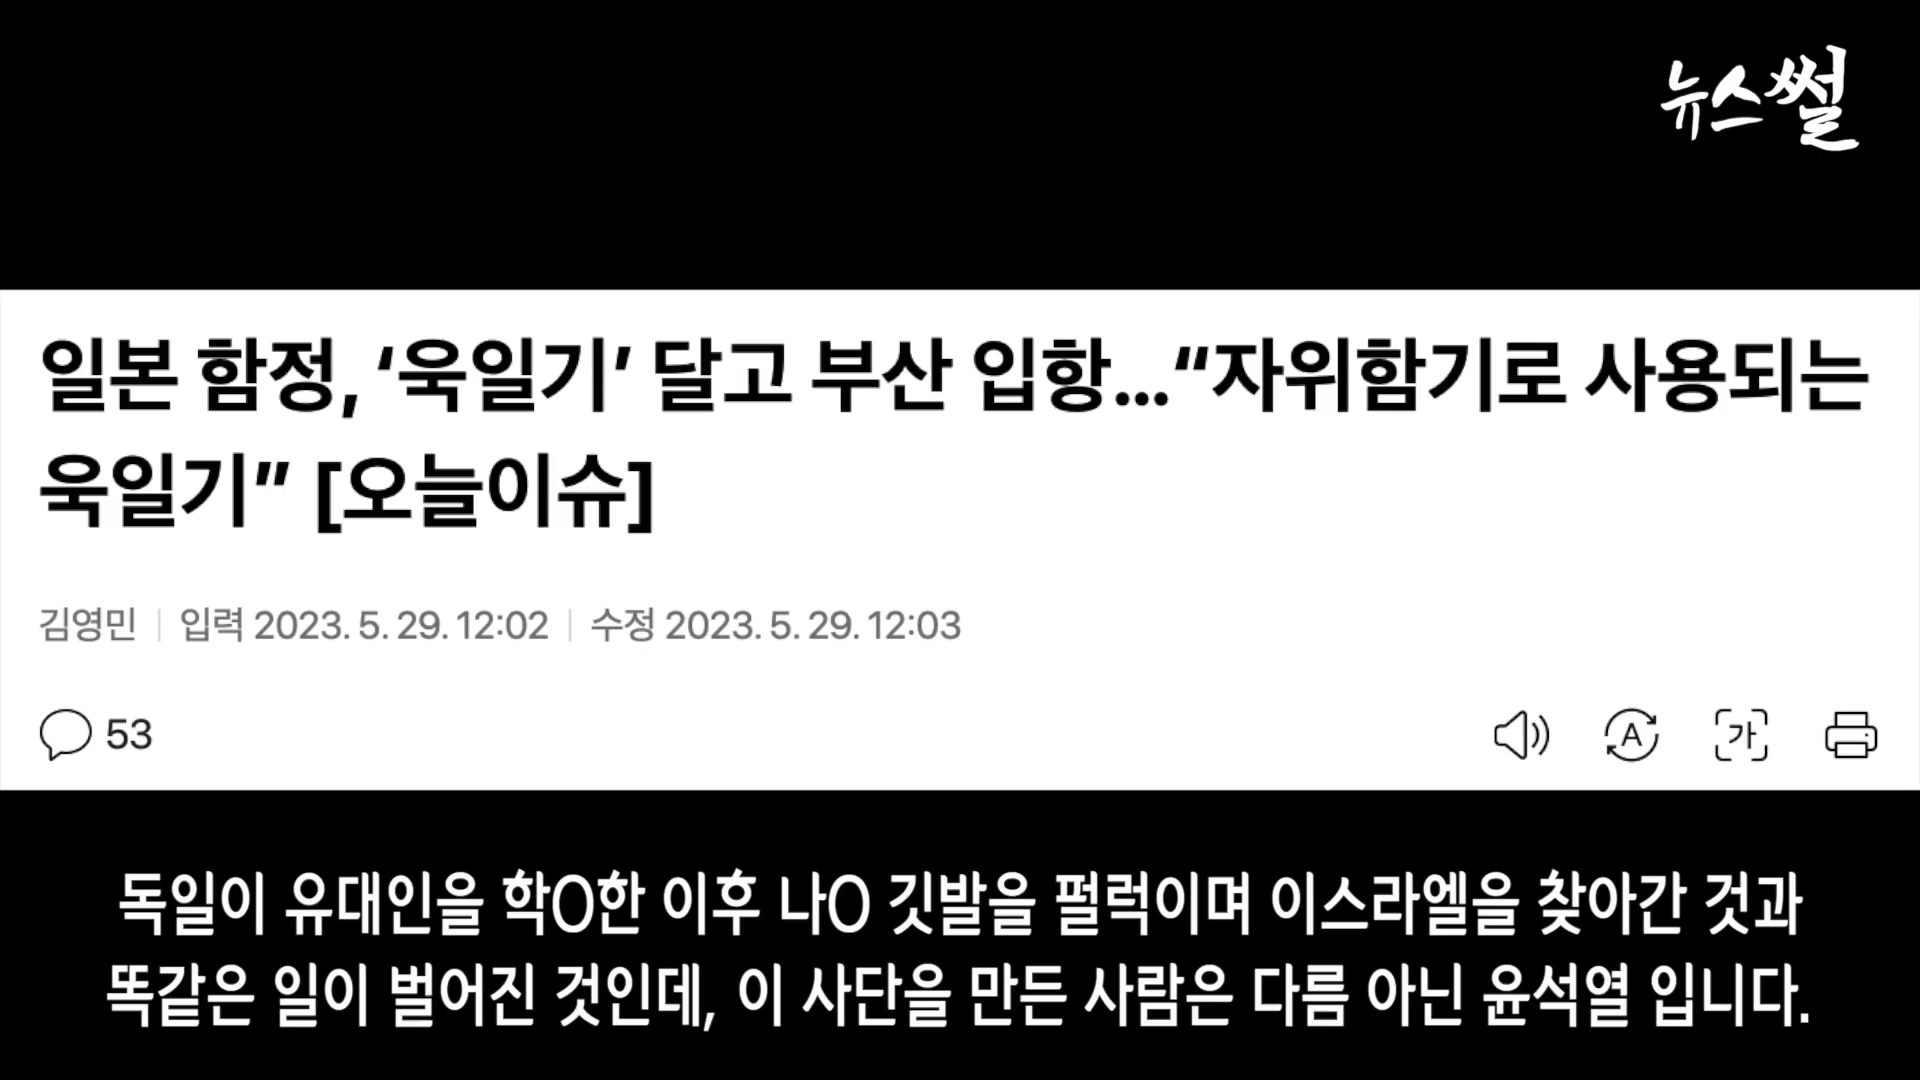 뉴스썰
일본 함정, ‘욱일기’ 달고 부산 입항…“자위함기로 사용되는
욱일기” [오늘이슈]
김영민 | 입력 2023. 5. 29. 12:02 | 수정 2023. 5. 29. 12:03
53
A
가
독일이 유대인을 학O한 이후 나O 깃발을 펄럭이며 이스라엘을 찾아간 것과
똑같은 일이 벌어진 것인데, 이 사단을 만든 사람은 다름 아닌 윤석열 입니다.